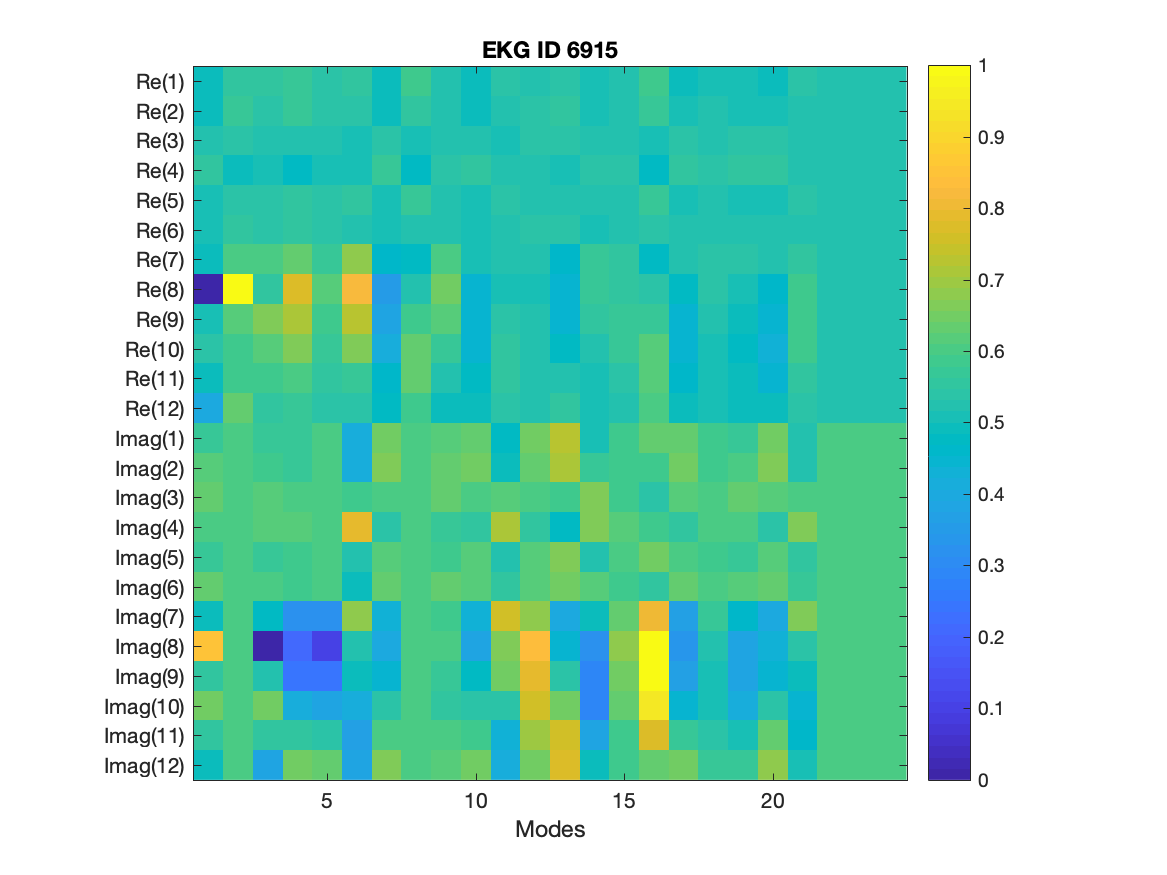 EKG ID 6915
Re(1)
Re(2)
Re(3)
Re(4)
Re(5)
Re(6)
Re(7)
Re(8)
Re(9)
Re(10)
Re(11)
Re(12)
Imag(1)
Imag(2)
Imag(3)
Imag(4)
Imag(5)
Imag(6)
Imag(7)
Imag(8)
Imag(9)
Imag(10)
Imag(11)
Imag(12)
5 10 15 20
Modes
1
0.9
0.8
0.7
0.6
0.5
0.4
0.3
0.2
0.1
0